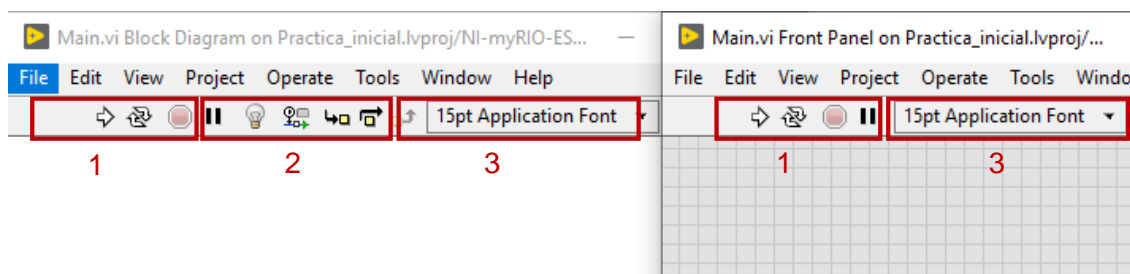 Main.vi Block Diagram on Practica_inicial.lvproj/NI-myRIO-ES...
File Edit View Project Operate Tools Window Help
15pt Application Font
1 2 3
Main.vi Front Panel on Practica_inicial.lvproj/...
File Edit View Project Operate Tools Windo
15pt Application Font
1 3